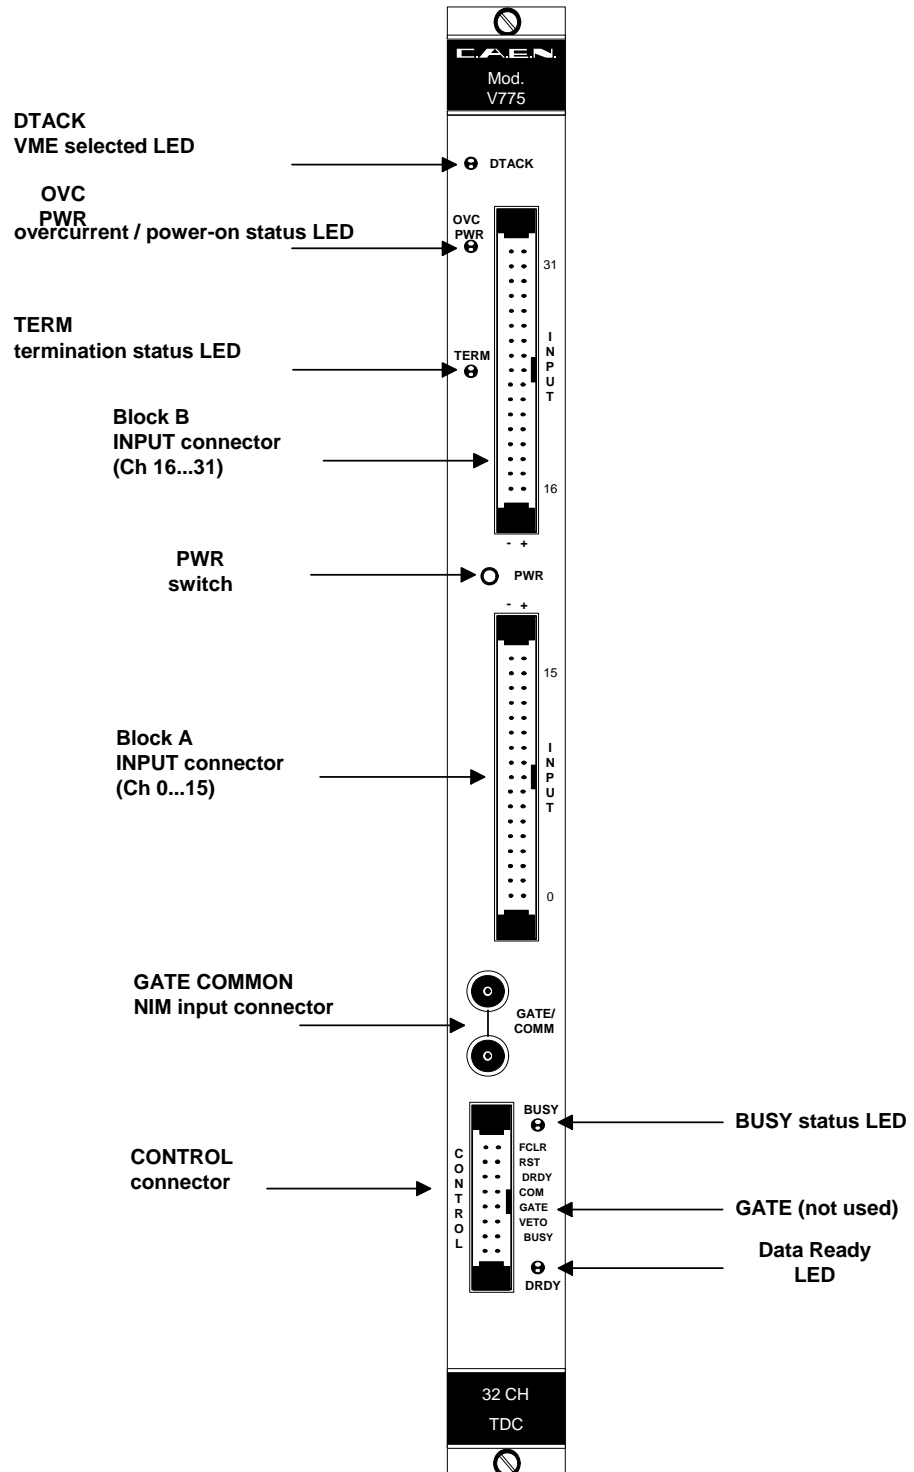 C.A.E.N.
Mod.
V775
DTACK
VME selected LED
DTACK
OVC
PWR
overcurrent / power-on status LED
OVC
PWR
31
TERM
termination status LED
TERM
INPUT
Block B
INPUT connector
(Ch 16...31)
16
- +
PWR
switch
PWR
- +
15
Block A
INPUT connector
(Ch 0...15)
INPUT
0
GATE COMMON
NIM input connector
GATE/
COMM
BUSY
BUSY status LED
CONTROL
connector
CONTROL
FCLR
RST
DRDY
COM
GATE
VETO
BUSY
GATE (not used)
Data Ready
LED
DRDY
32 CH
TDC